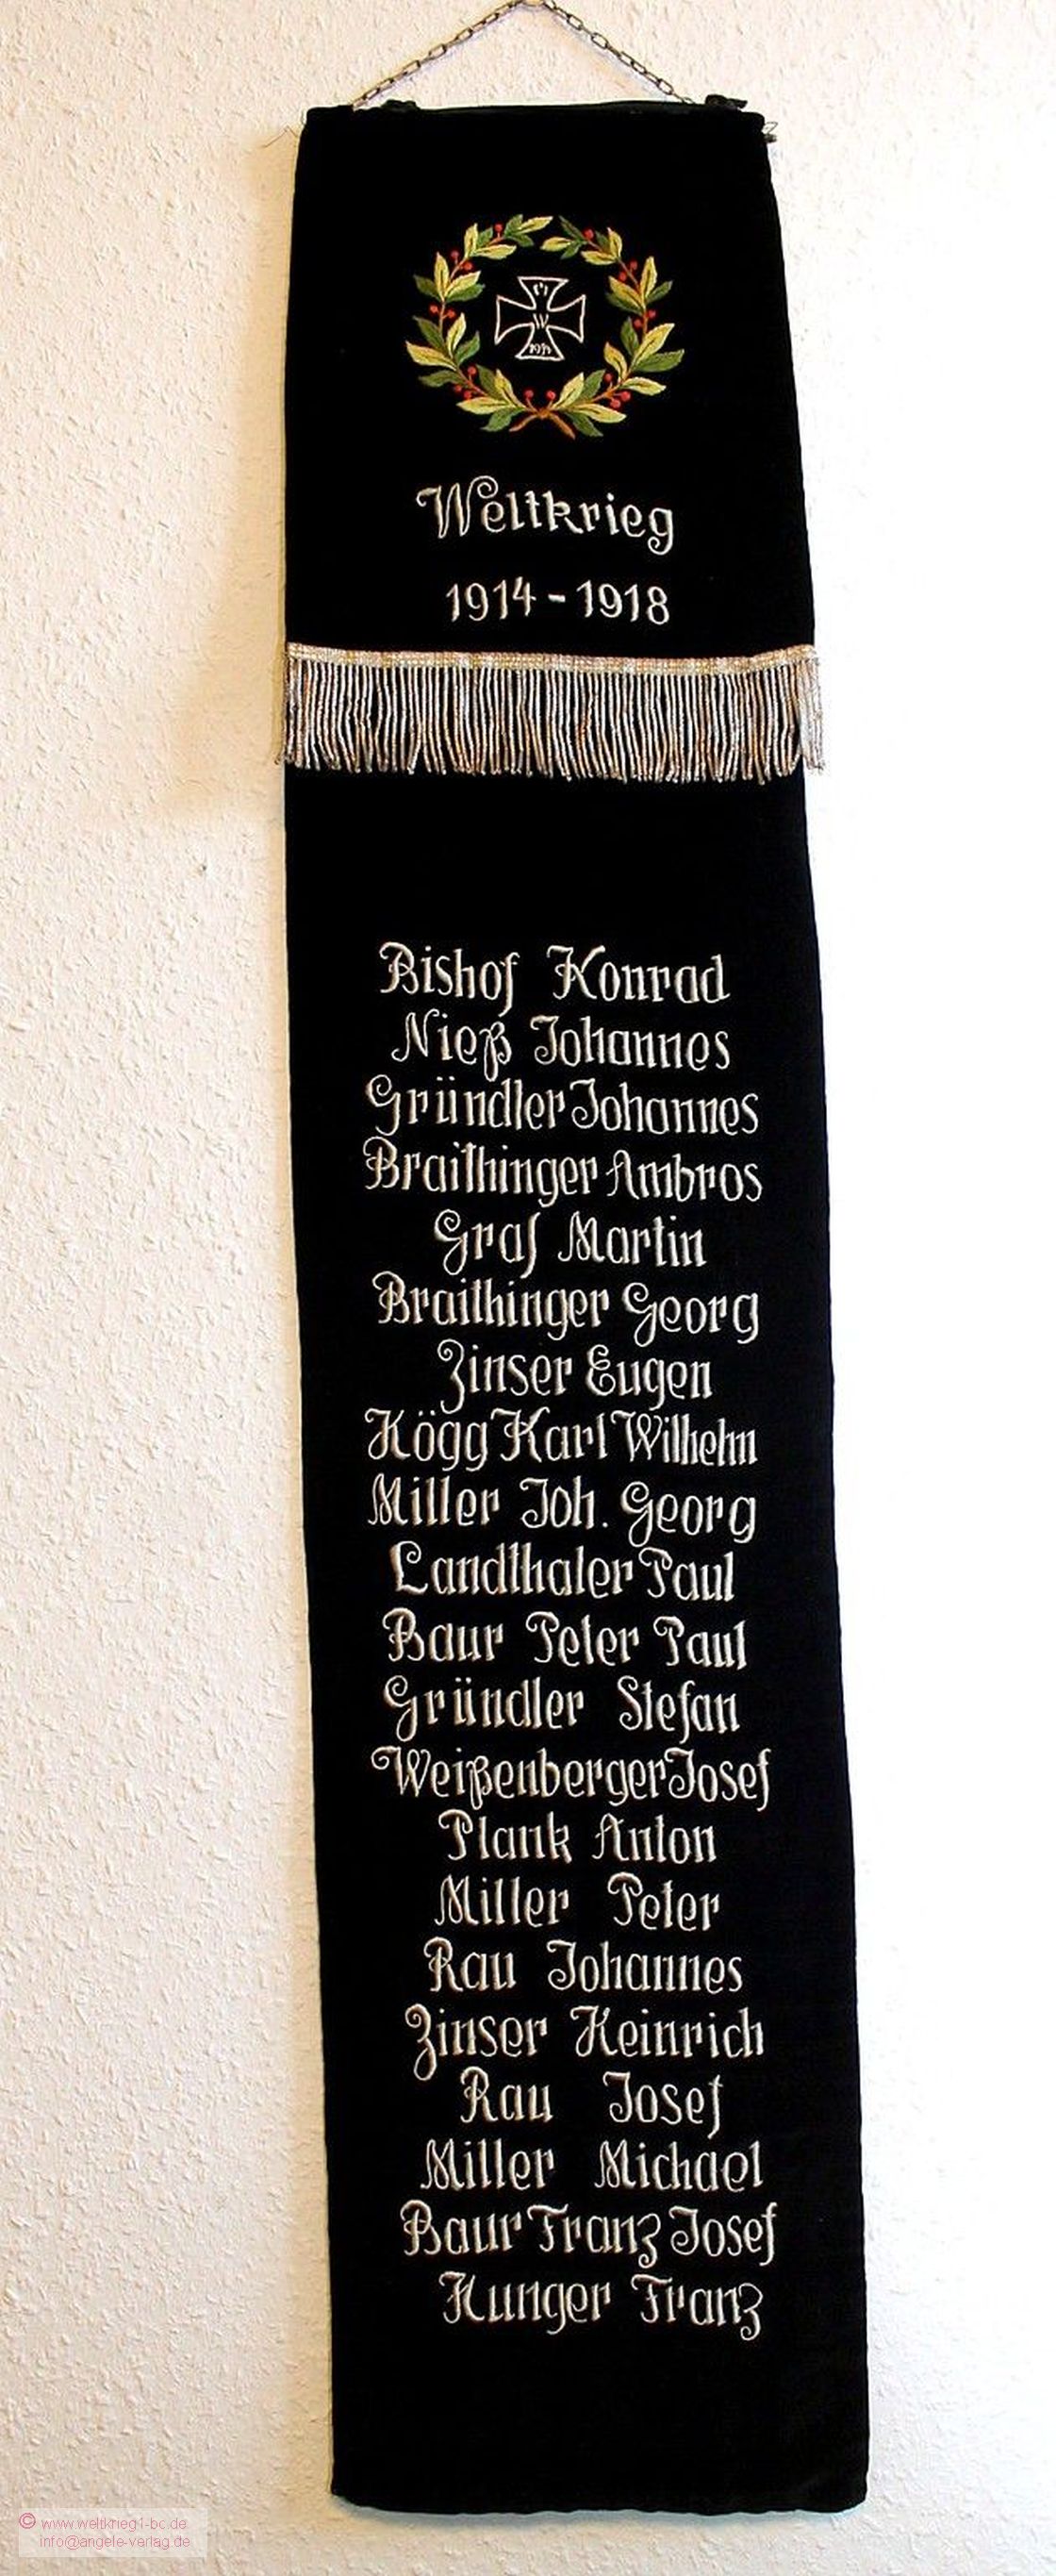 W
1914
Weltkrieg
1914 - 1918
Bishof Konrad
Nieß Johannes
Gründler Johannes
Braithinger Ambros
Graf Martin
Braithinger Georg
Zinser Eugen
Kögg Karl Wilhelm
Miller Joh. Georg
Landthaler Paul
Baur Peter Paul
Gründler Stefan
Weißenberger Josef
Plank Anton
Miller Peter
Rau Johannes
Zinser Heinrich
Rau Josef
Miller Michael
Baur Franz Josef
Hunger Franz
© www.weltkrieg1-bc.de
info@angele-verlag.de